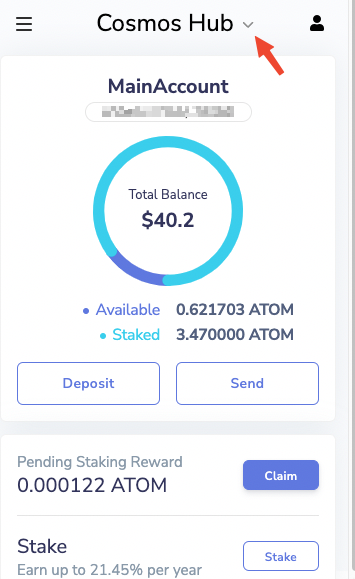 Cosmos Hub
MainAccount
Total Balance
$40.2
Available 0.621703 ATOM
Staked 3.470000 ATOM
Deposit Send
Pending Staking Reward
0.000122 ATOM
Claim
Stake
Earn up to 21.45% per year
Stake